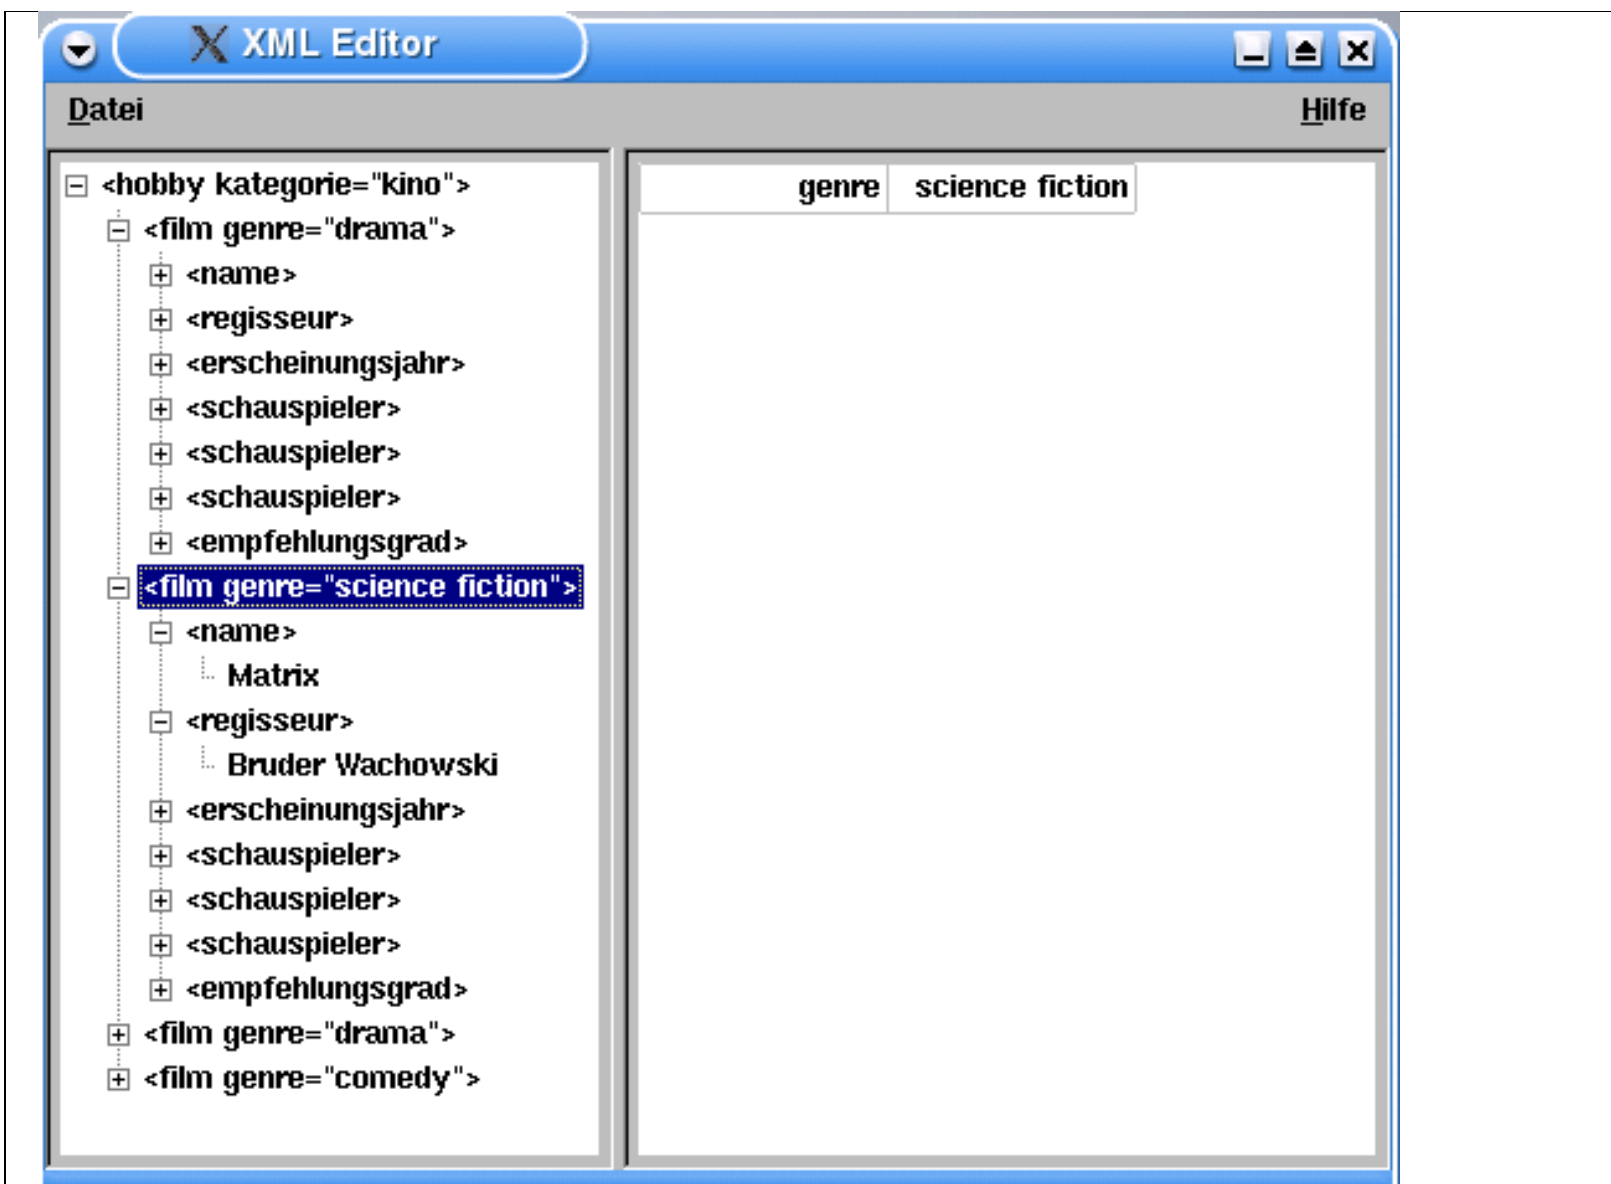 XML Editor
Datei Hilfe
<hobby kategorie="kino">
<film genre="drama">
<name>
<regisseur>
<erscheinungsjahr>
<schauspieler>
<schauspieler>
<schauspieler>
<empfehlungsgrad>
<film genre="science fiction">
<name>
Matrix
<regisseur>
Bruder Wachowski
<erscheinungsjahr>
<schauspieler>
<schauspieler>
<schauspieler>
<empfehlungsgrad>
<film genre="drama">
<film genre="comedy">
genre science fiction